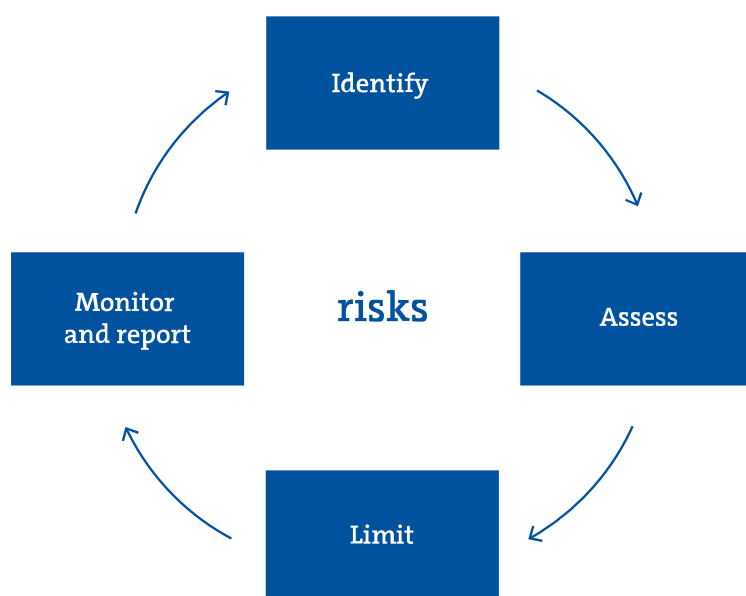 Identify
Monitor
and report
risks
Assess
Limit